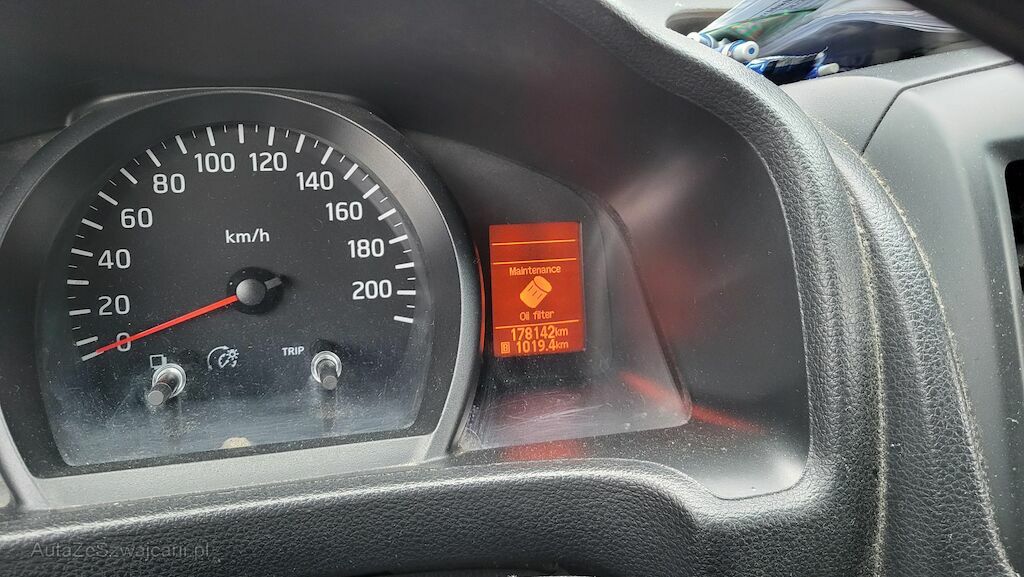 0
20
40
60
80
100
120
140
160
180
200
km/h
TRIP
Maintenance
Oil filter
178142km
B 1019.4km
AutaZeSzwajcarii.pl